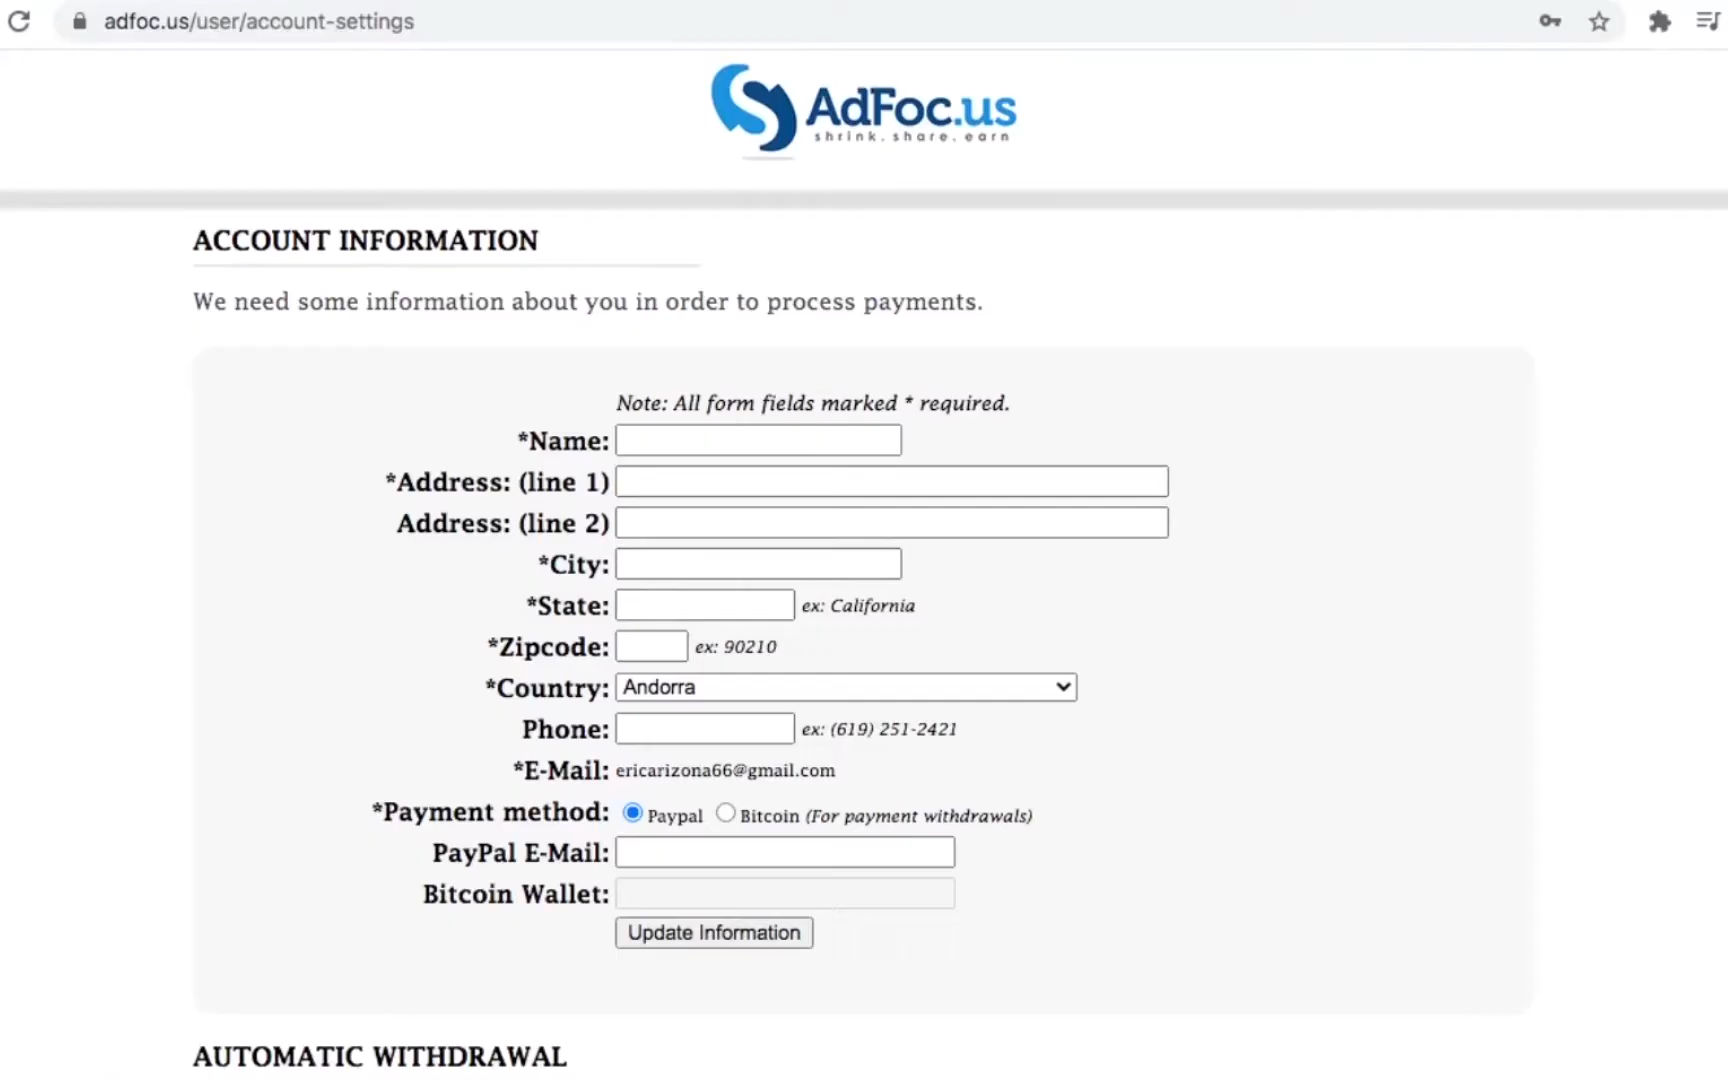 adfoc.us/user/account-settings
AdFoc.us
shrink. share. earn
ACCOUNT INFORMATION
We need some information about you in order to process payments.
Note: All form fields marked * required.
*Name:
*Address: (line 1)
Address: (line 2)
*City:
*State: ex: California
*Zipcode: ex: 90210
*Country: Andorra
Phone: ex: (619) 251-2421
*E-Mail: ericarizona66@gmail.com
*Payment method: Paypal Bitcoin (For payment withdrawals)
PayPal E-Mail:
Bitcoin Wallet:
Update Information
AUTOMATIC WITHDRAWAL